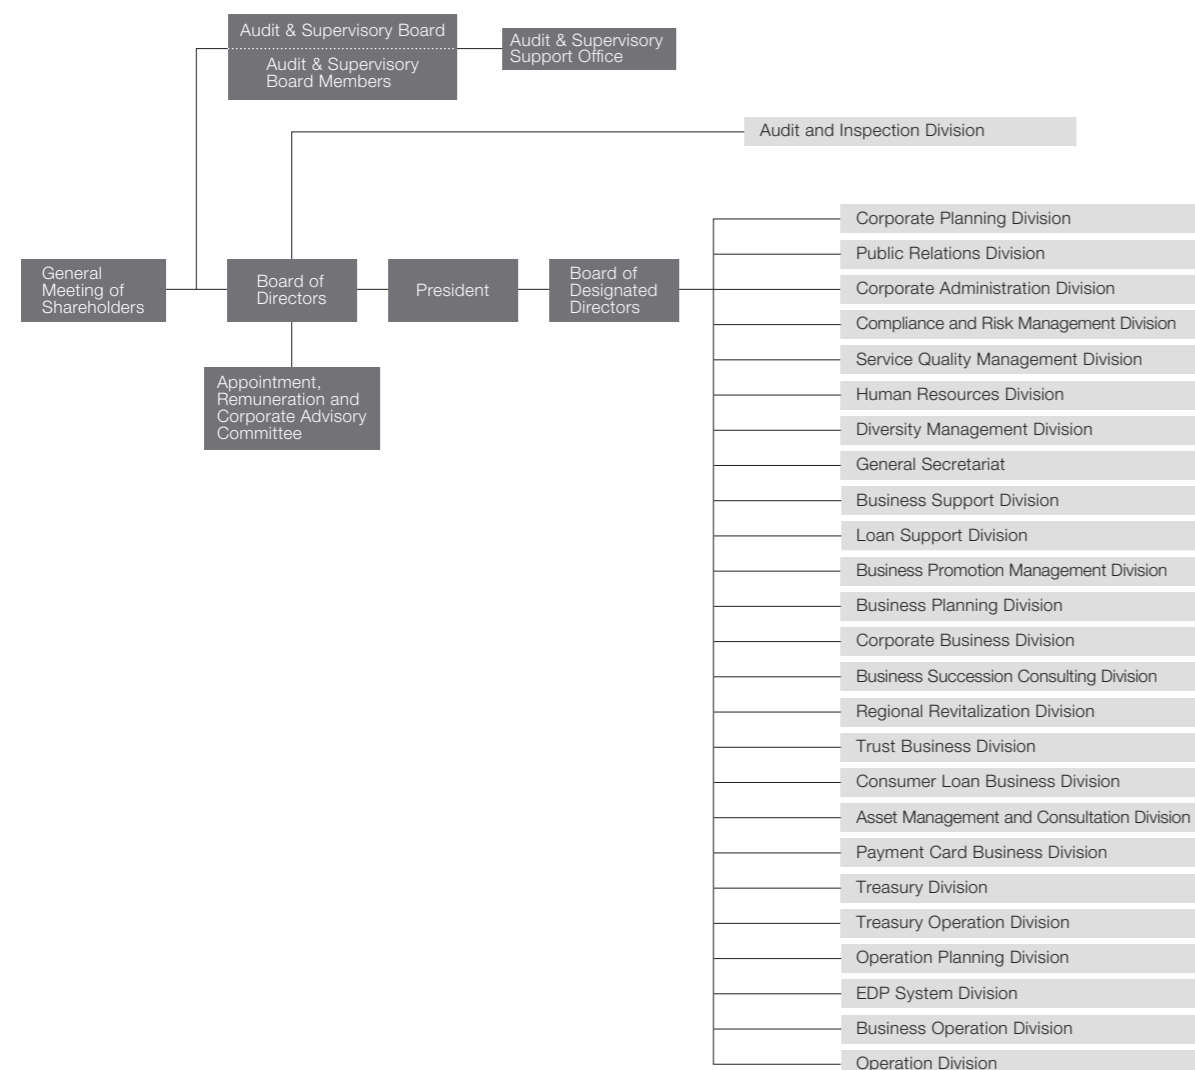 Audit & Supervisory Board
Audit & Supervisory
Board Members
Audit & Supervisory
Support Office
Audit and Inspection Division
General
Meeting of
Shareholders
Board of
Directors
President
Board of
Designated
Directors
Appointment,
Remuneration and
Corporate Advisory
Committee
Corporate Planning Division
Public Relations Division
Corporate Administration Division
Compliance and Risk Management Division
Service Quality Management Division
Human Resources Division
Diversity Management Division
General Secretariat
Business Support Division
Loan Support Division
Business Promotion Management Division
Business Planning Division
Corporate Business Division
Business Succession Consulting Division
Regional Revitalization Division
Trust Business Division
Consumer Loan Business Division
Asset Management and Consultation Division
Payment Card Business Division
Treasury Division
Treasury Operation Division
Operation Planning Division
EDP System Division
Business Operation Division
Operation Division